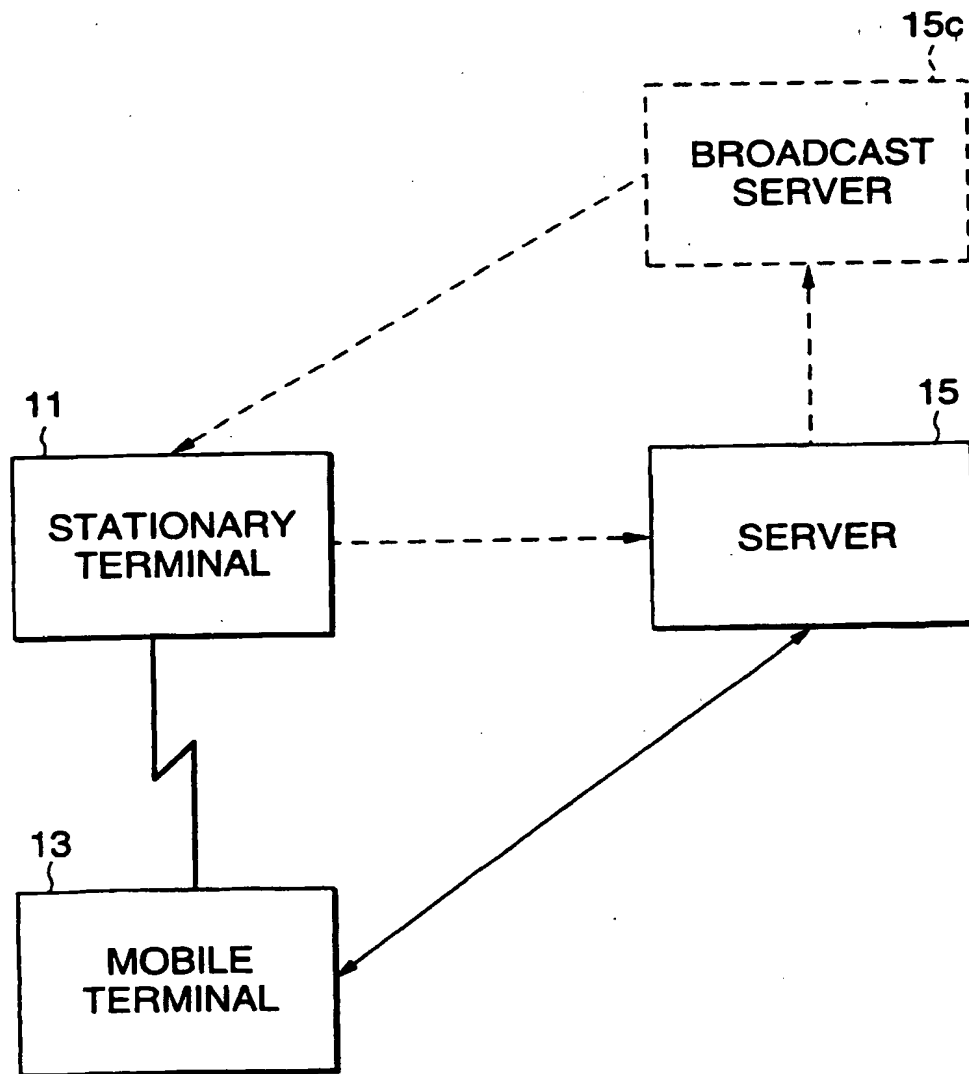 15c
BROADCAST
SERVER
11
15
STATIONARY
TERMINAL
SERVER
13
MOBILE
TERMINAL